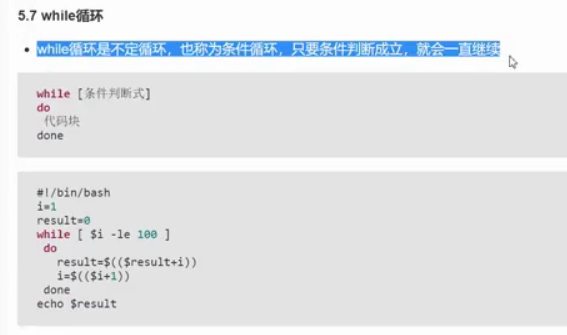 5.7 while循环
• while循环是不定循环，也称为条件循环，只要条件判断成立，就会一直继续
while [条件判断式]
do
 代码块
done
#!/bin/bash
i=1
result=0
while [ $i -le 100 ]
 do
   result=$(($result+i))
   i=$(($i+1))
 done
echo $result